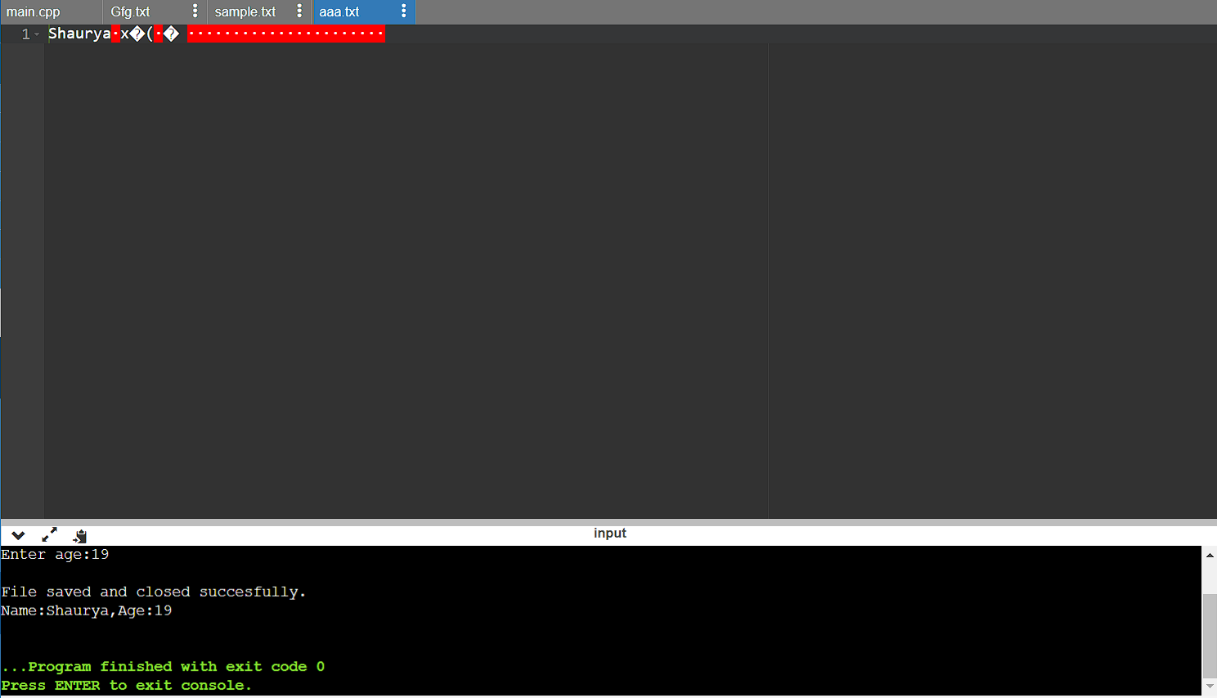 main.cpp Gfg.txt sample.txt aaa.txt
1 Shaurya·x�(·� ······················
input
Enter age:19
File saved and closed succesfully.
Name:Shaurya,Age:19
...Program finished with exit code 0
Press ENTER to exit console.